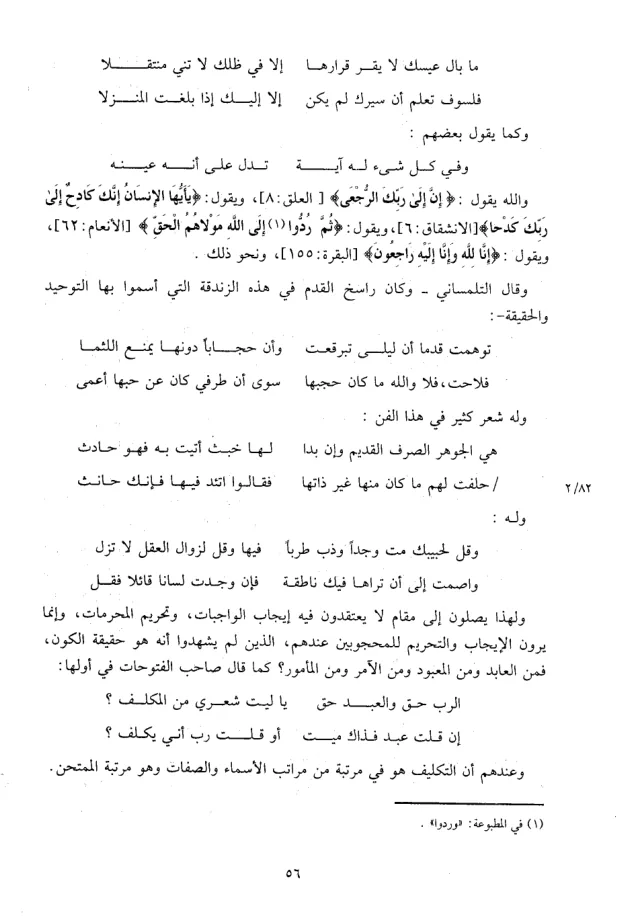 ما بال عيسك لا يقر قرارها إلا في ظلك لا تني منتقلا
فلسوف تعلم أن سيرك لم يكن إلا إليك إذا بلغت المنزلا
وكما يقول بعضهم :
وفي كل شيء له آية تدل على أنه عينه
والله يقول : ﴿إِنَّ إِلَىٰ رَبِّكَ الرُّجْعَى﴾ [العلق:٨]، ويقول: ﴿يَأَيُّهَا الإِنسَانُ إِنَّكَ كَادِحٌ إِلَىٰ
رَبِّكَ كَدْحًا﴾[الانشقاق:٦]، ويقول: ﴿ثُمَّ رُدُّوا(١)إِلَى اللَّهِ مَوْلَاهُمُ الْحَقِّ﴾ [الأنعام:٦٢]،
ويقول : ﴿إِنَّا لِلَّهِ وَإِنَّا إِلَيْهِ رَاجِعُونَ﴾ [البقرة:١٥٥]، ونحو ذلك .
وقال التلمساني ـ وكان راسخ القدم في هذه الزندقة التي أسموا بها التوحيد
والحقيقة-:
توهمت قدما أن ليلى تبرقعت وأن حجاباً دونها يمنع اللثما
فلاحت، فلا والله ما كان حجبها سوى أن طرفي كان عن حبها أعمى
وله شعر كثير في هذا الفن :
هي الجوهر الصرف القديم وإن بدا لها خبث أتيت به فهو حادث
/ حلفت لهم ما كان منها غير ذاتها فقالوا اتئد فيها فإنك حانث
٢/٨٢
وله :
وقل لحبيبك مت وجداً وذب طرباً فيها وقل لزوال العقل لا تزل
واصمت إلى أن تراها فيك ناطقة فإن وجدت لسانا قائلا فقل
ولهذا يصلون إلى مقام لا يعتقدون فيه إيجاب الواجبات، وتحريم المحرمات، وإنما
يرون الإيجاب والتحريم للمحجوبين عندهم، الذين لم يشهدوا أنه هو حقيقة الكون،
فمن العابد ومن المعبود ومن الآمر ومن المأمور؟ كما قال صاحب الفتوحات في أولها:
الرب حق والعبد حق يا ليت شعري من المكلف ؟
إن قلت عبد فذاك ميت أو قلت رب أنى يكلف ؟
وعندهم أن التكليف هو في مرتبة من مراتب الأسماء والصفات وهو مرتبة الممتحن.
(١) في المطبوعة: «وردوا» .
٥٦